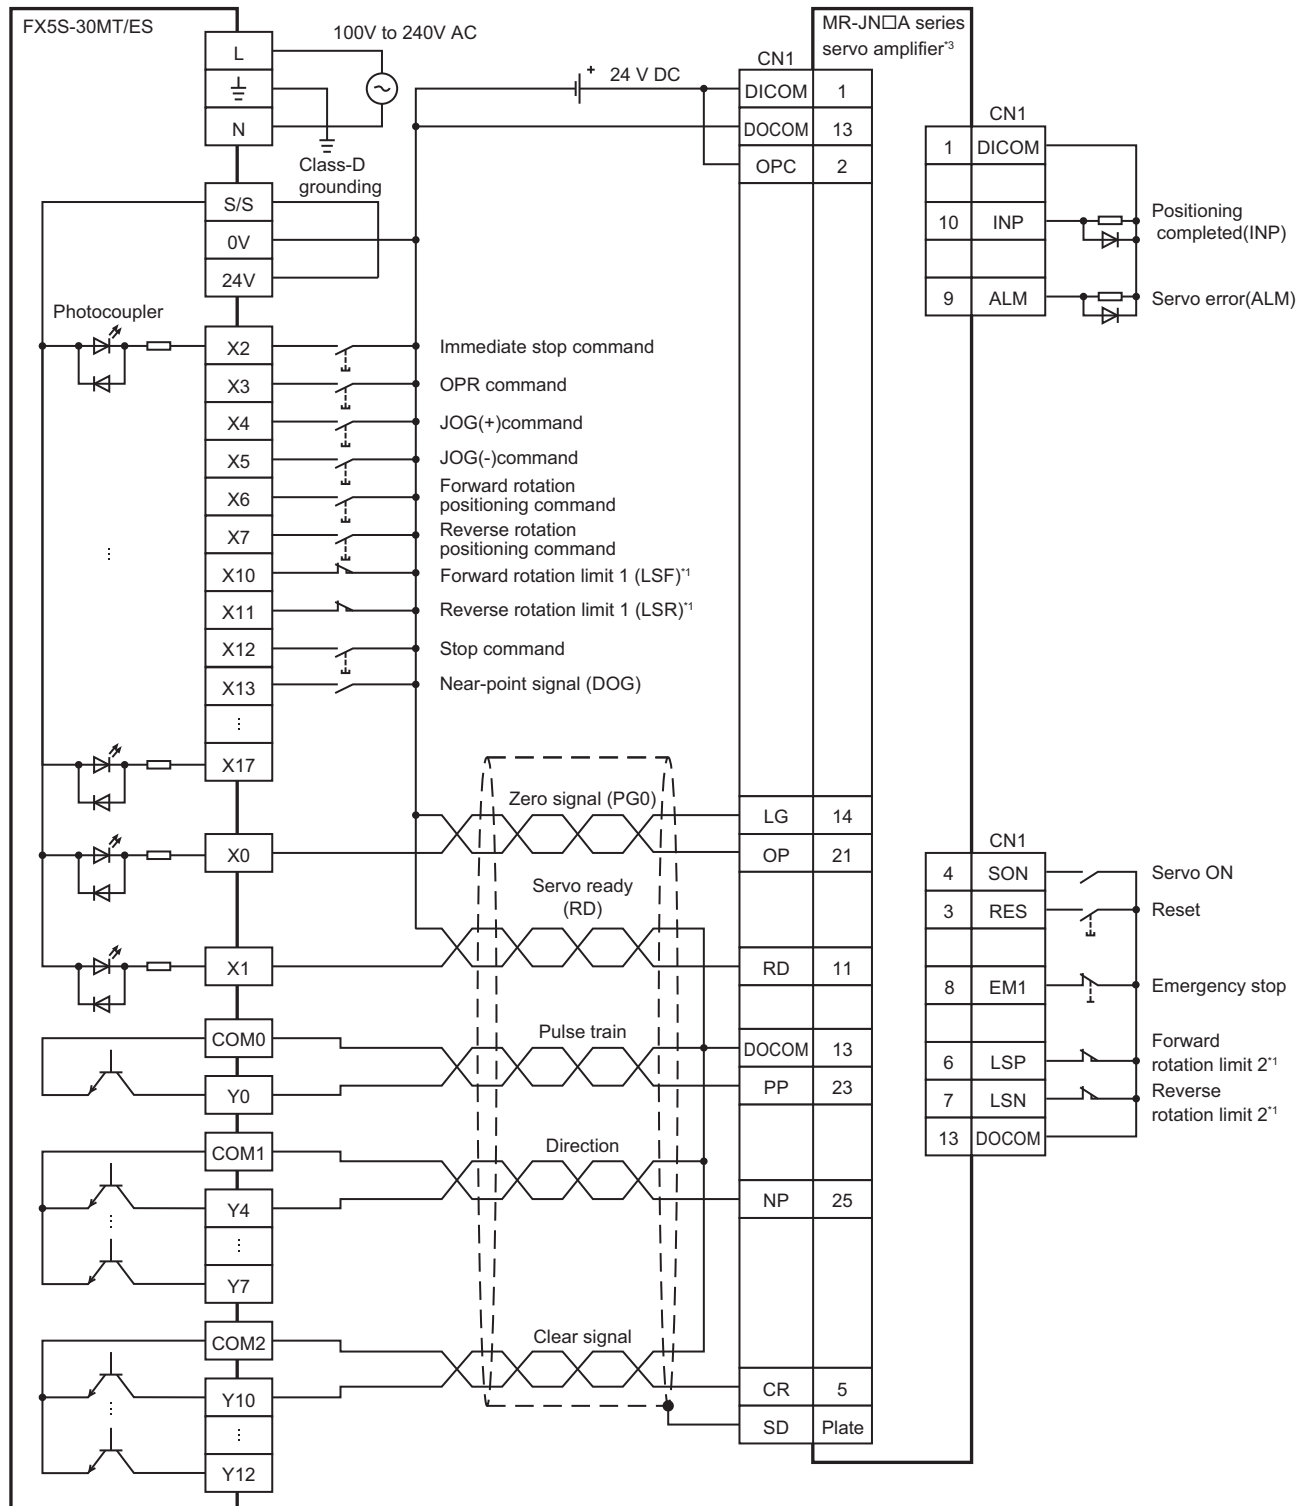 FX5S-30MT/ES
100V to 240V AC
L
N
Class-D
grounding
S/S
0V
24V
Photocoupler
X2
Immediate stop command
X3
OPR command
X4
JOG(+)command
X5
JOG(-)command
X6
Forward rotation
positioning command
X7
Reverse rotation
positioning command
X10
Forward rotation limit 1 (LSF)*1
X11
Reverse rotation limit 1 (LSR)*1
X12
Stop command
X13
Near-point signal (DOG)
X17
X0
Zero signal (PG0)
X1
Servo ready
(RD)
COM0
Y0
Pulse train
COM1
Y4
Y7
Direction
COM2
Y10
Y12
Clear signal
24 V DC
+
MR-JN□A series
servo amplifier*3
CN1
DICOM 1
DOCOM 13
OPC 2
LG 14
OP 21
RD 11
DOCOM 13
PP 23
NP 25
CR 5
SD Plate
CN1
1 DICOM
10 INP
Positioning
completed(INP)
9 ALM
Servo error(ALM)
CN1
4 SON
Servo ON
3 RES
Reset
8 EM1
Emergency stop
6 LSP
Forward
rotation limit 2*1
7 LSN
Reverse
rotation limit 2*1
13 DOCOM